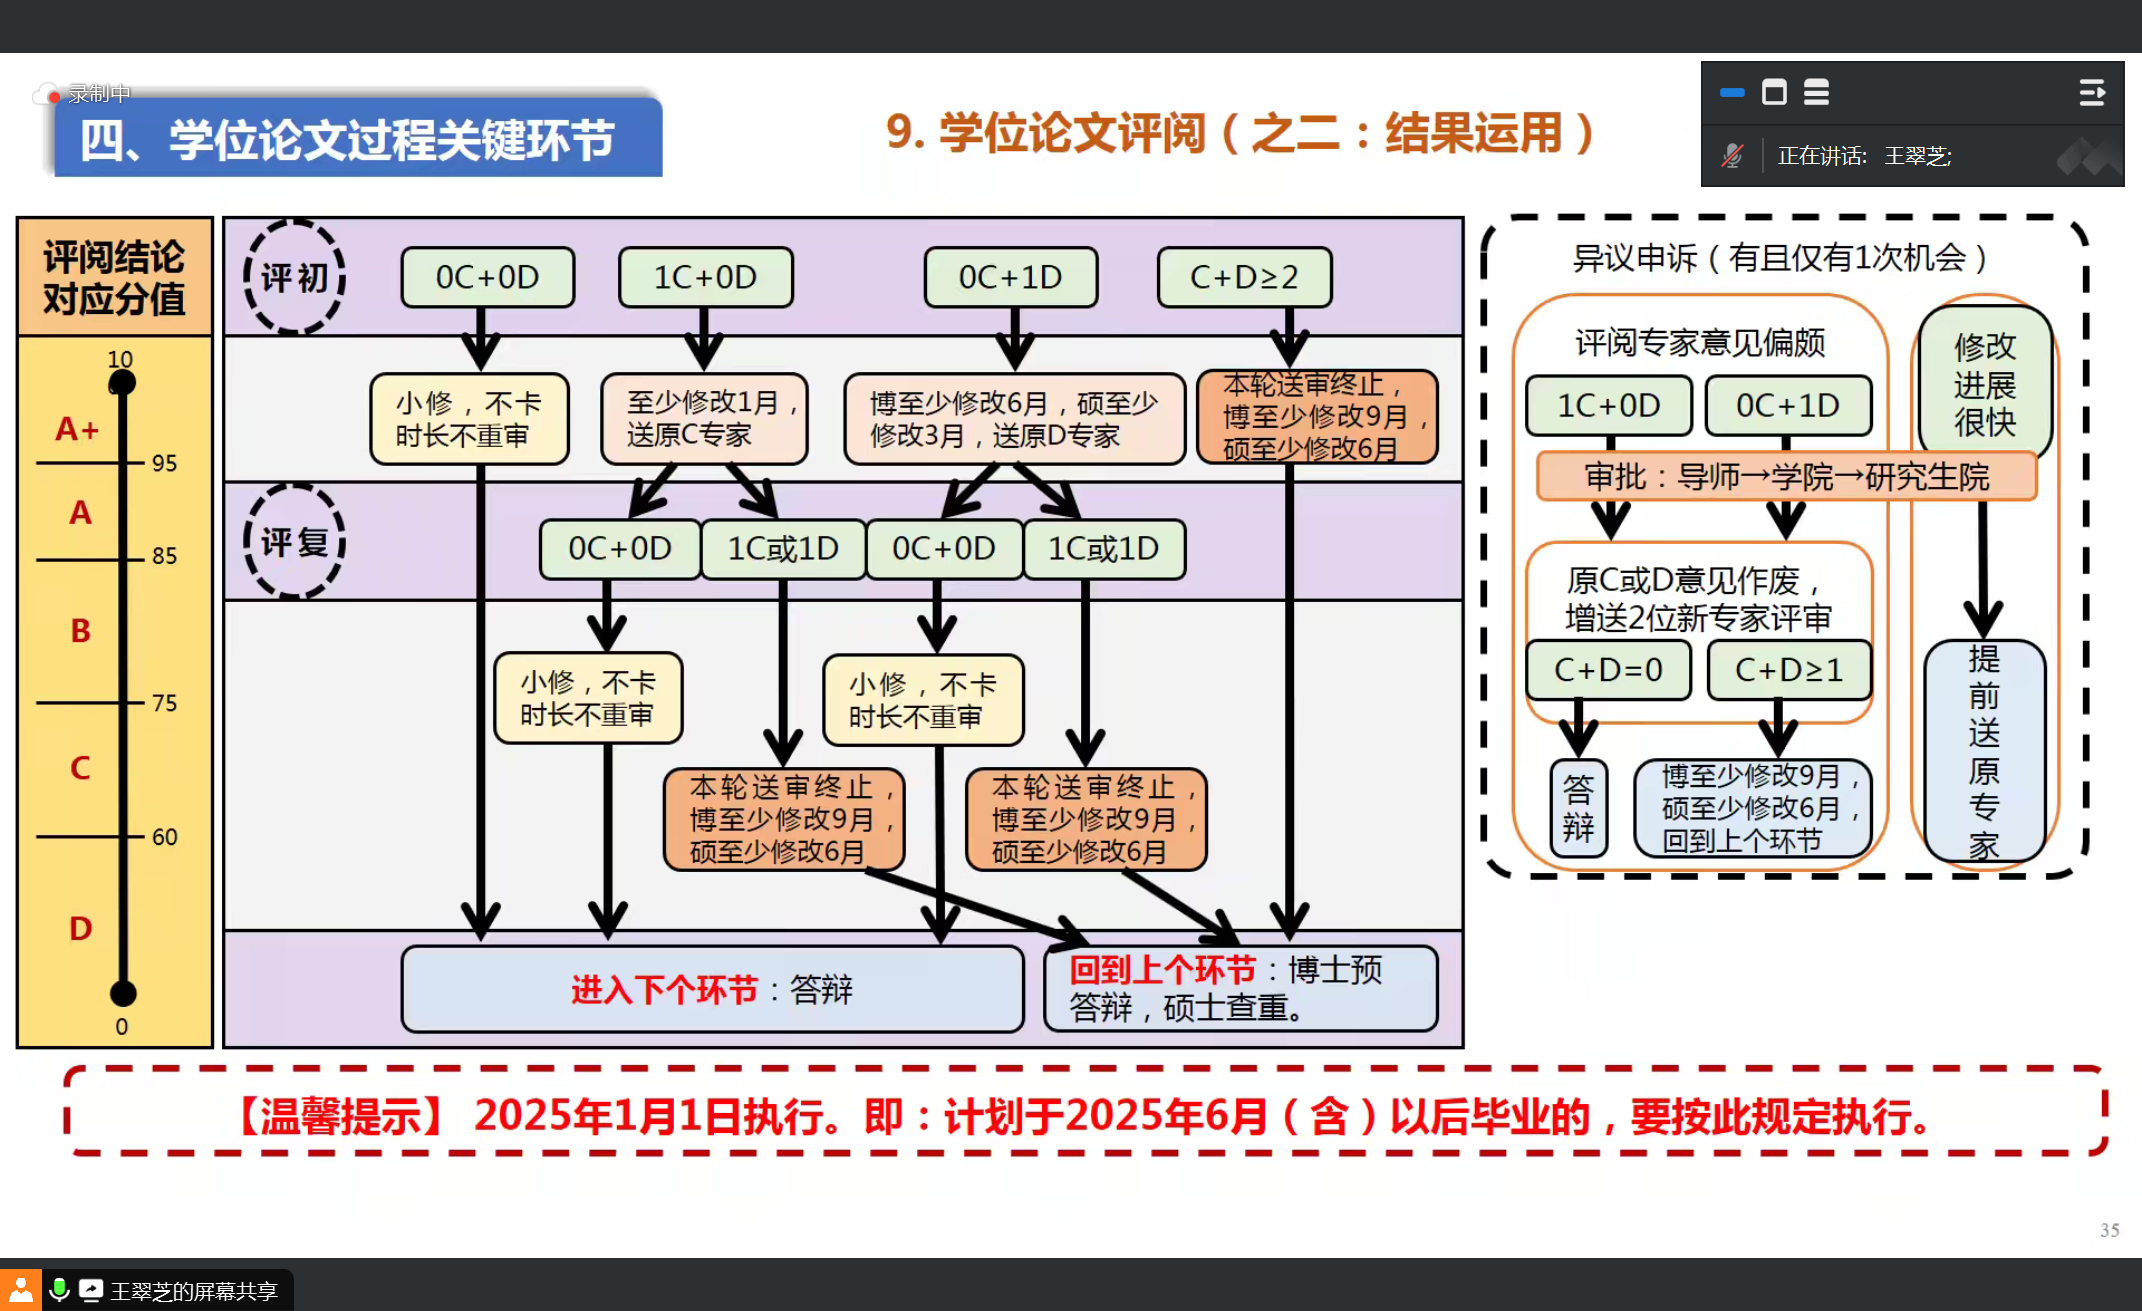 录制中
四、学位论文过程关键环节
9. 学位论文评阅（之二：结果运用）
正在讲话: 王翠芝;
评阅结论
对应分值
10
A+
95
A
85
B
75
C
60
D
0
评初
0C+0D
1C+0D
0C+1D
C+D≥2
小修，不卡
时长不重审
至少修改1月，
送原C专家
博至少修改6月，硕至少
修改3月，送原D专家
本轮送审终止，
博至少修改9月，
硕至少修改6月
评复
0C+0D
1C或1D
0C+0D
1C或1D
小修，不卡
时长不重审
小修，不卡
时长不重审
本轮送审终止，
博至少修改9月，
硕至少修改6月
本轮送审终止，
博至少修改9月，
硕至少修改6月
进入下个环节：答辩
回到上个环节：博士预
答辩，硕士查重。
异议申诉（有且仅有1次机会）
评阅专家意见偏颇
1C+0D
0C+1D
修改
进展
很快
审批：导师→学院→研究生院
原C或D意见作废，
增送2位新专家评审
C+D=0
C+D≥1
答
辩
博至少修改9月，
硕至少修改6月，
回到上个环节
提
前
送
原
专
家
【温馨提示】 2025年1月1日执行。即：计划于2025年6月（含）以后毕业的，要按此规定执行。
35
王翠芝的屏幕共享